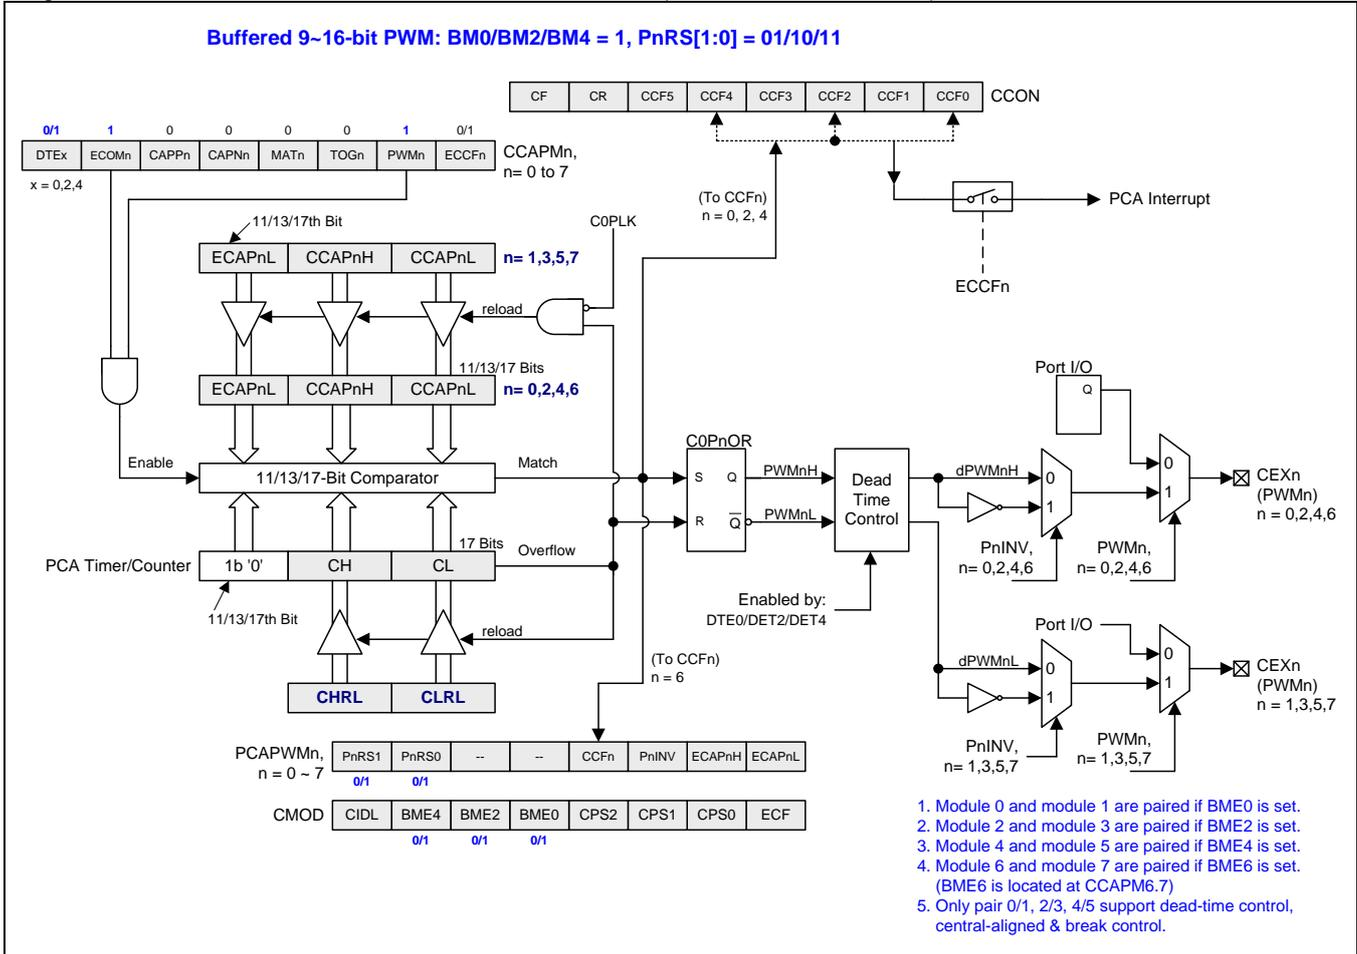 Buffered 9~16-bit PWM: BM0/BM2/BM4 = 1, PnRS[1:0] = 01/10/11
CF CR CCF5 CCF4 CCF3 CCF2 CCF1 CCF0 CCON
0/1 1 0 0 0 0 1 0/1
DTEx ECOMn CAPPn CAPNn MATn TOGn PWMn ECCFn CCAPMn,
n= 0 to 7
x = 0,2,4
(To CCFn)
n = 0, 2, 4
PCA Interrupt
ECCFn
11/13/17th Bit
C0PLK
ECAPnL CCAPnH CCAPnL n= 1,3,5,7
reload
11/13/17 Bits
ECAPnL CCAPnH CCAPnL n= 0,2,4,6
Port I/O
Q
C0PnOR
Enable
11/13/17-Bit Comparator
Match
S Q
PWMnH
R Q
PWMnL
Dead
Time
Control
dPWMnH
0
1
0
1
CEXn
(PWMn)
n = 0,2,4,6
PnINV,
n= 0,2,4,6
PWMn,
n= 0,2,4,6
17 Bits
Overflow
PCA Timer/Counter 1b '0' CH CL
11/13/17th Bit
reload
Enabled by:
DTE0/DET2/DET4
Port I/O
dPWMnL
0
1
0
1
CEXn
(PWMn)
n = 1,3,5,7
(To CCFn)
n = 6
CHRL CLRL
PnINV,
n= 1,3,5,7
PWMn,
n= 1,3,5,7
PCAPWMn,
n = 0 ~ 7
PnRS1 PnRS0 -- -- CCFn PnINV ECAPnH ECAPnL
0/1 0/1
CMOD CIDL BME4 BME2 BME0 CPS2 CPS1 CPS0 ECF
0/1 0/1 0/1
1. Module 0 and module 1 are paired if BME0 is set.
2. Module 2 and module 3 are paired if BME2 is set.
3. Module 4 and module 5 are paired if BME4 is set.
4. Module 6 and module 7 are paired if BME6 is set.
(BME6 is located at CCAPM6.7)
5. Only pair 0/1, 2/3, 4/5 support dead-time control,
central-aligned & break control.